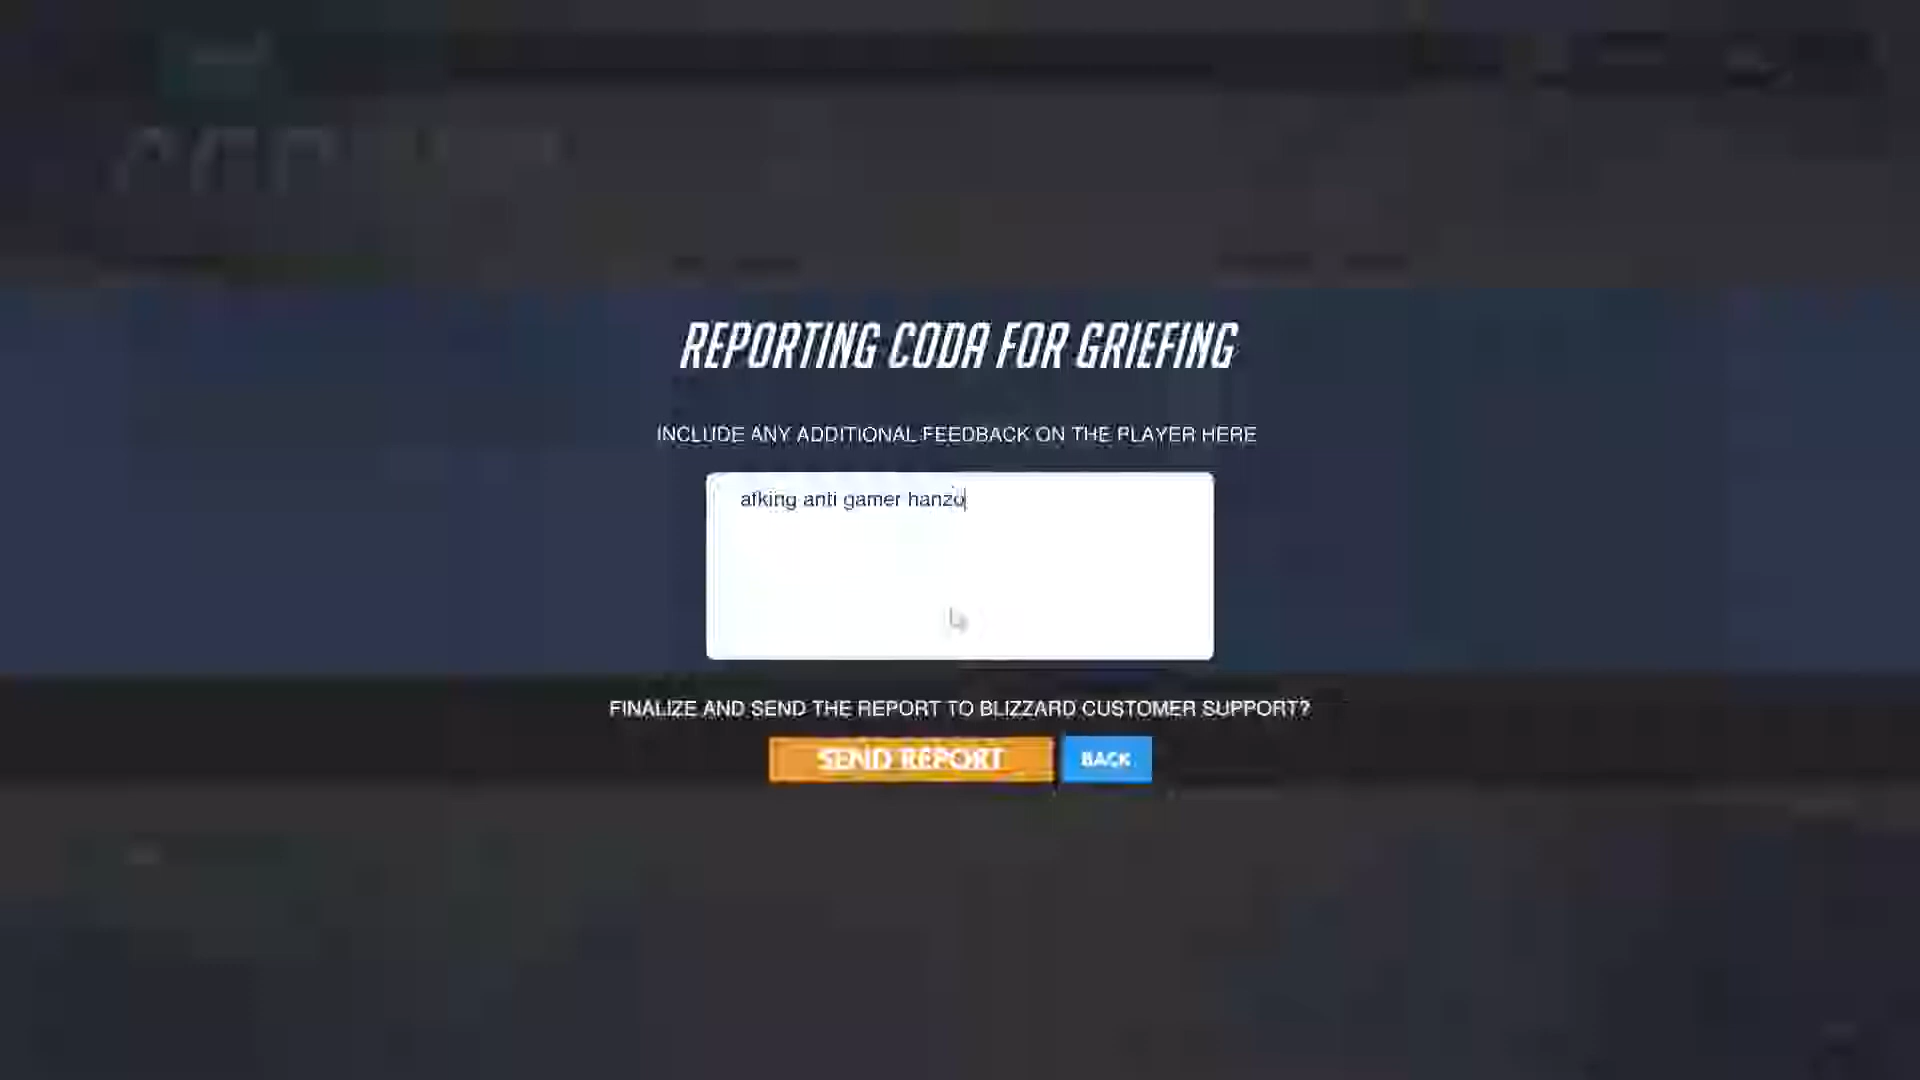 REPORTING CODA FOR GRIEFING
INCLUDE ANY ADDITIONAL FEEDBACK ON THE PLAYER HERE
afking anti gamer hanzo
FINALIZE AND SEND THE REPORT TO BLIZZARD CUSTOMER SUPPORT?
SEND REPORT
BACK